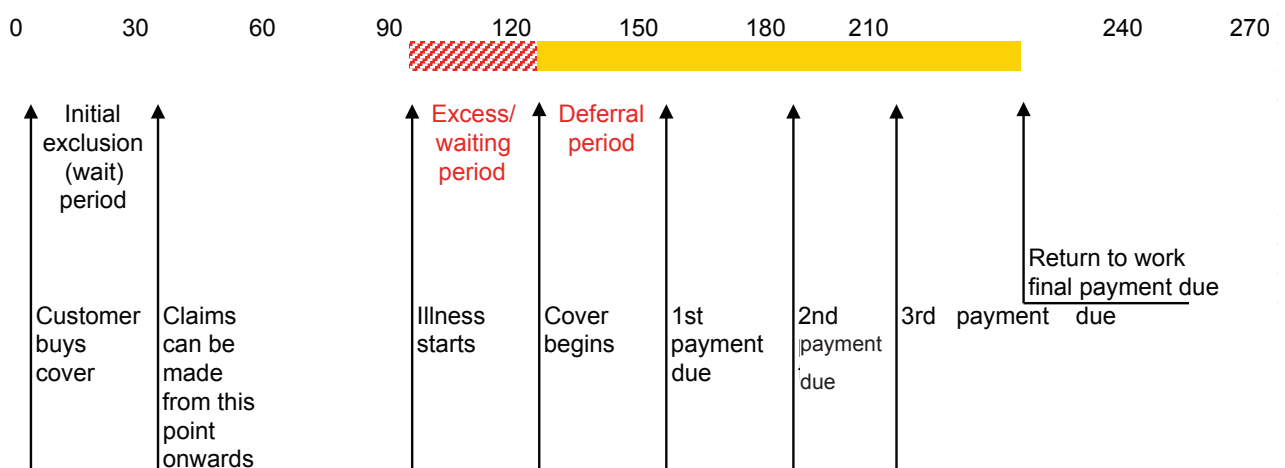 0 30 60 90 120 150 180 210 240 270
Initial
exclusion
(wait)
period
Excess/
waiting
period
Deferral
period
Return to work
final payment due
Customer
buys
cover
Claims
can be
made
from this
point
onwards
Illness
starts
Cover
begins
1st
payment
due
2nd
payment
due
3rd payment due